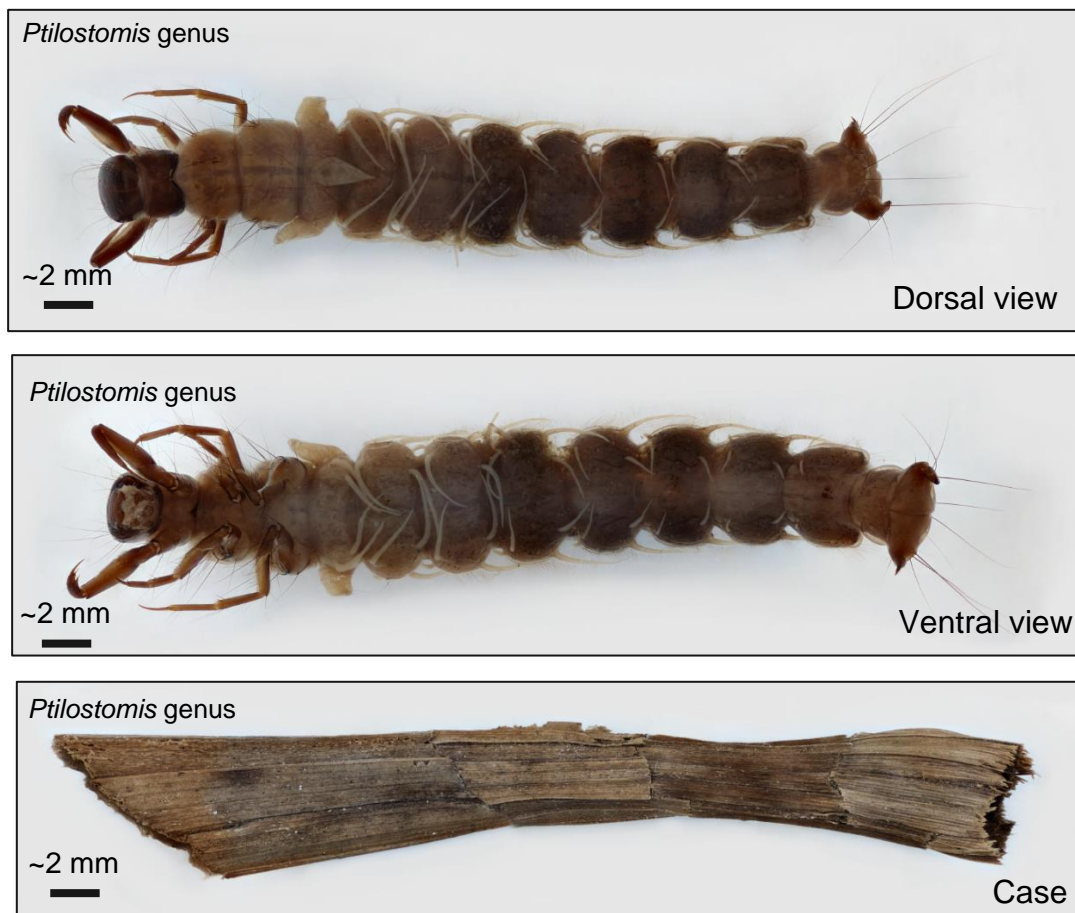 Ptilostomis genus
~2 mm
Dorsal view
Ptilostomis genus
~2 mm
Ventral view
Ptilostomis genus
~2 mm
Case